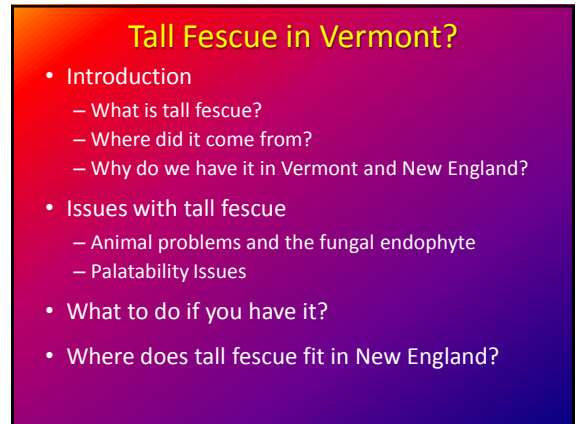 Tall Fescue in Vermont?
• Introduction
– What is tall fescue?
– Where did it come from?
– Why do we have it in Vermont and New England?
• Issues with tall fescue
– Animal problems and the fungal endophyte
– Palatability Issues
• What to do if you have it?
• Where does tall fescue fit in New England?